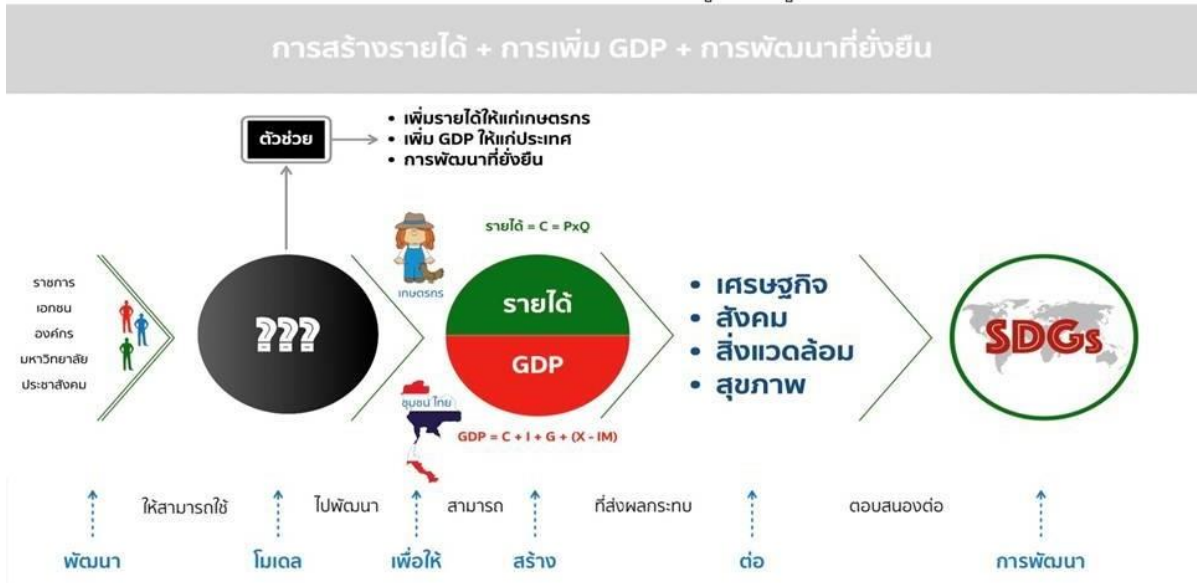 การสร้างรายได้ + การเพิ่ม GDP + การพัฒนาที่ยั่งยืน
ตัวช่วย
• เพิ่มรายได้ให้แก่เกษตรกร
• เพิ่ม GDP ให้แก่ประเทศ
• การพัฒนาที่ยั่งยืน
ราชการ
เอกชน
องค์กร
มหาวิทยาลัย
ประชาสังคม
???
เกษตรกร
ชุมชน ไทย
รายได้ = C = PxQ
รายได้
GDP
GDP = C + I + G + (X - IM)
• เศรษฐกิจ
• สังคม
• สิ่งแวดล้อม
• สุขภาพ
SDGs
ให้สามารถใช้ ไปพัฒนา สามารถ ที่ส่งผลกระทบ ตอบสนองต่อ
พัฒนา โมเดล เพื่อให้ สร้าง ต่อ การพัฒนา